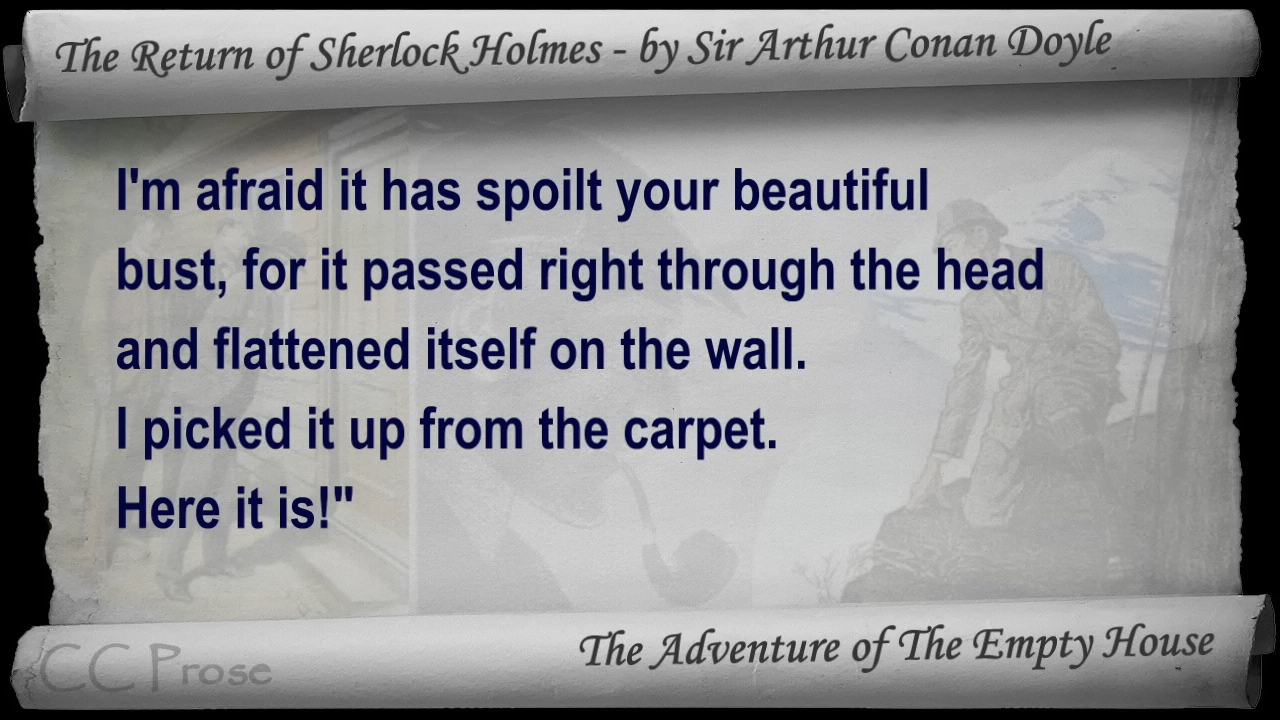 The Return of Sherlock Holmes - by Sir Arthur Conan Doyle
I'm afraid it has spoilt your beautiful
bust, for it passed right through the head
and flattened itself on the wall.
I picked it up from the carpet.
Here it is!"
The Adventure of The Empty House
CC Prose